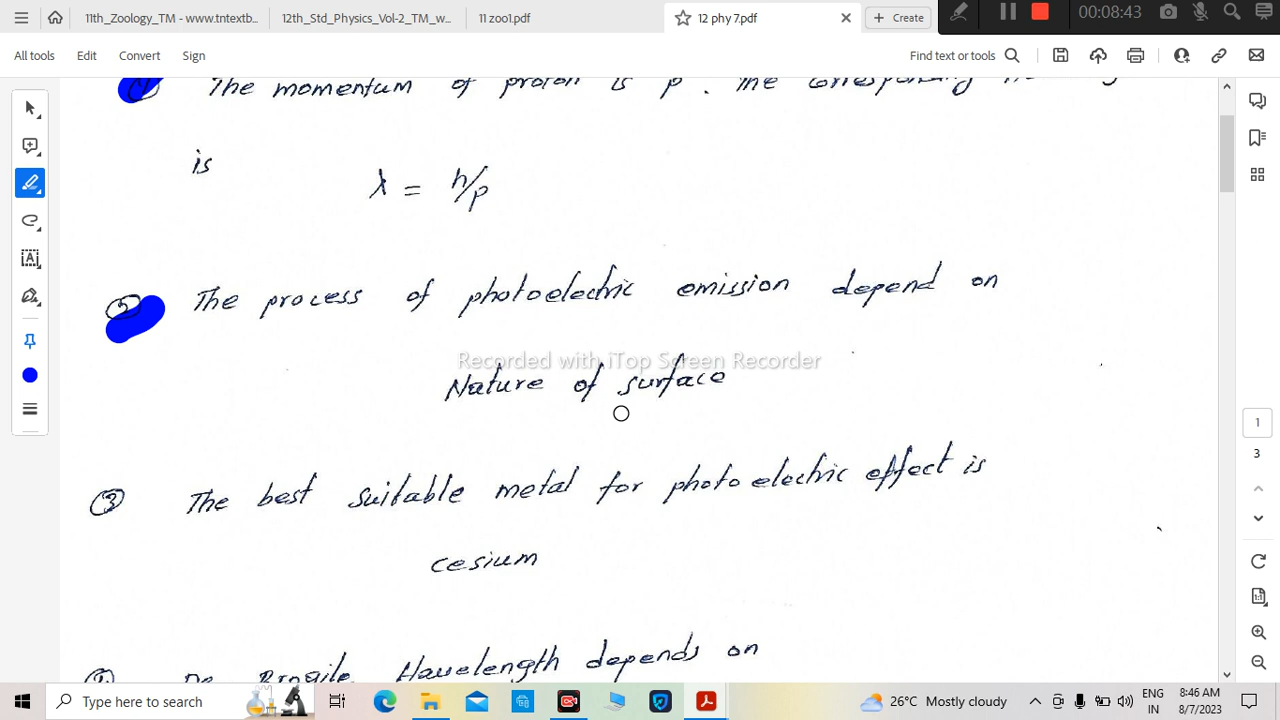 11th_Zoology_TM - www.tntextb...
12th_Std_Physics_Vol-2_TM_w...
11 zoo1.pdf
12 phy 7.pdf
Create
00:08:43
All tools
Edit
Convert
Sign
Find text or tools
① The momentum of proton is p. The corresponding
is
λ = h/p
② The process of photoelectric emission depend on
Recorded with iTop Screen Recorder
Nature of surface
③ The best suitable metal for photoelectric effect is
cesium
Wavelength depends on
1
3
Type here to search
26°C Mostly cloudy
ENG
IN
8:46 AM
8/7/2023